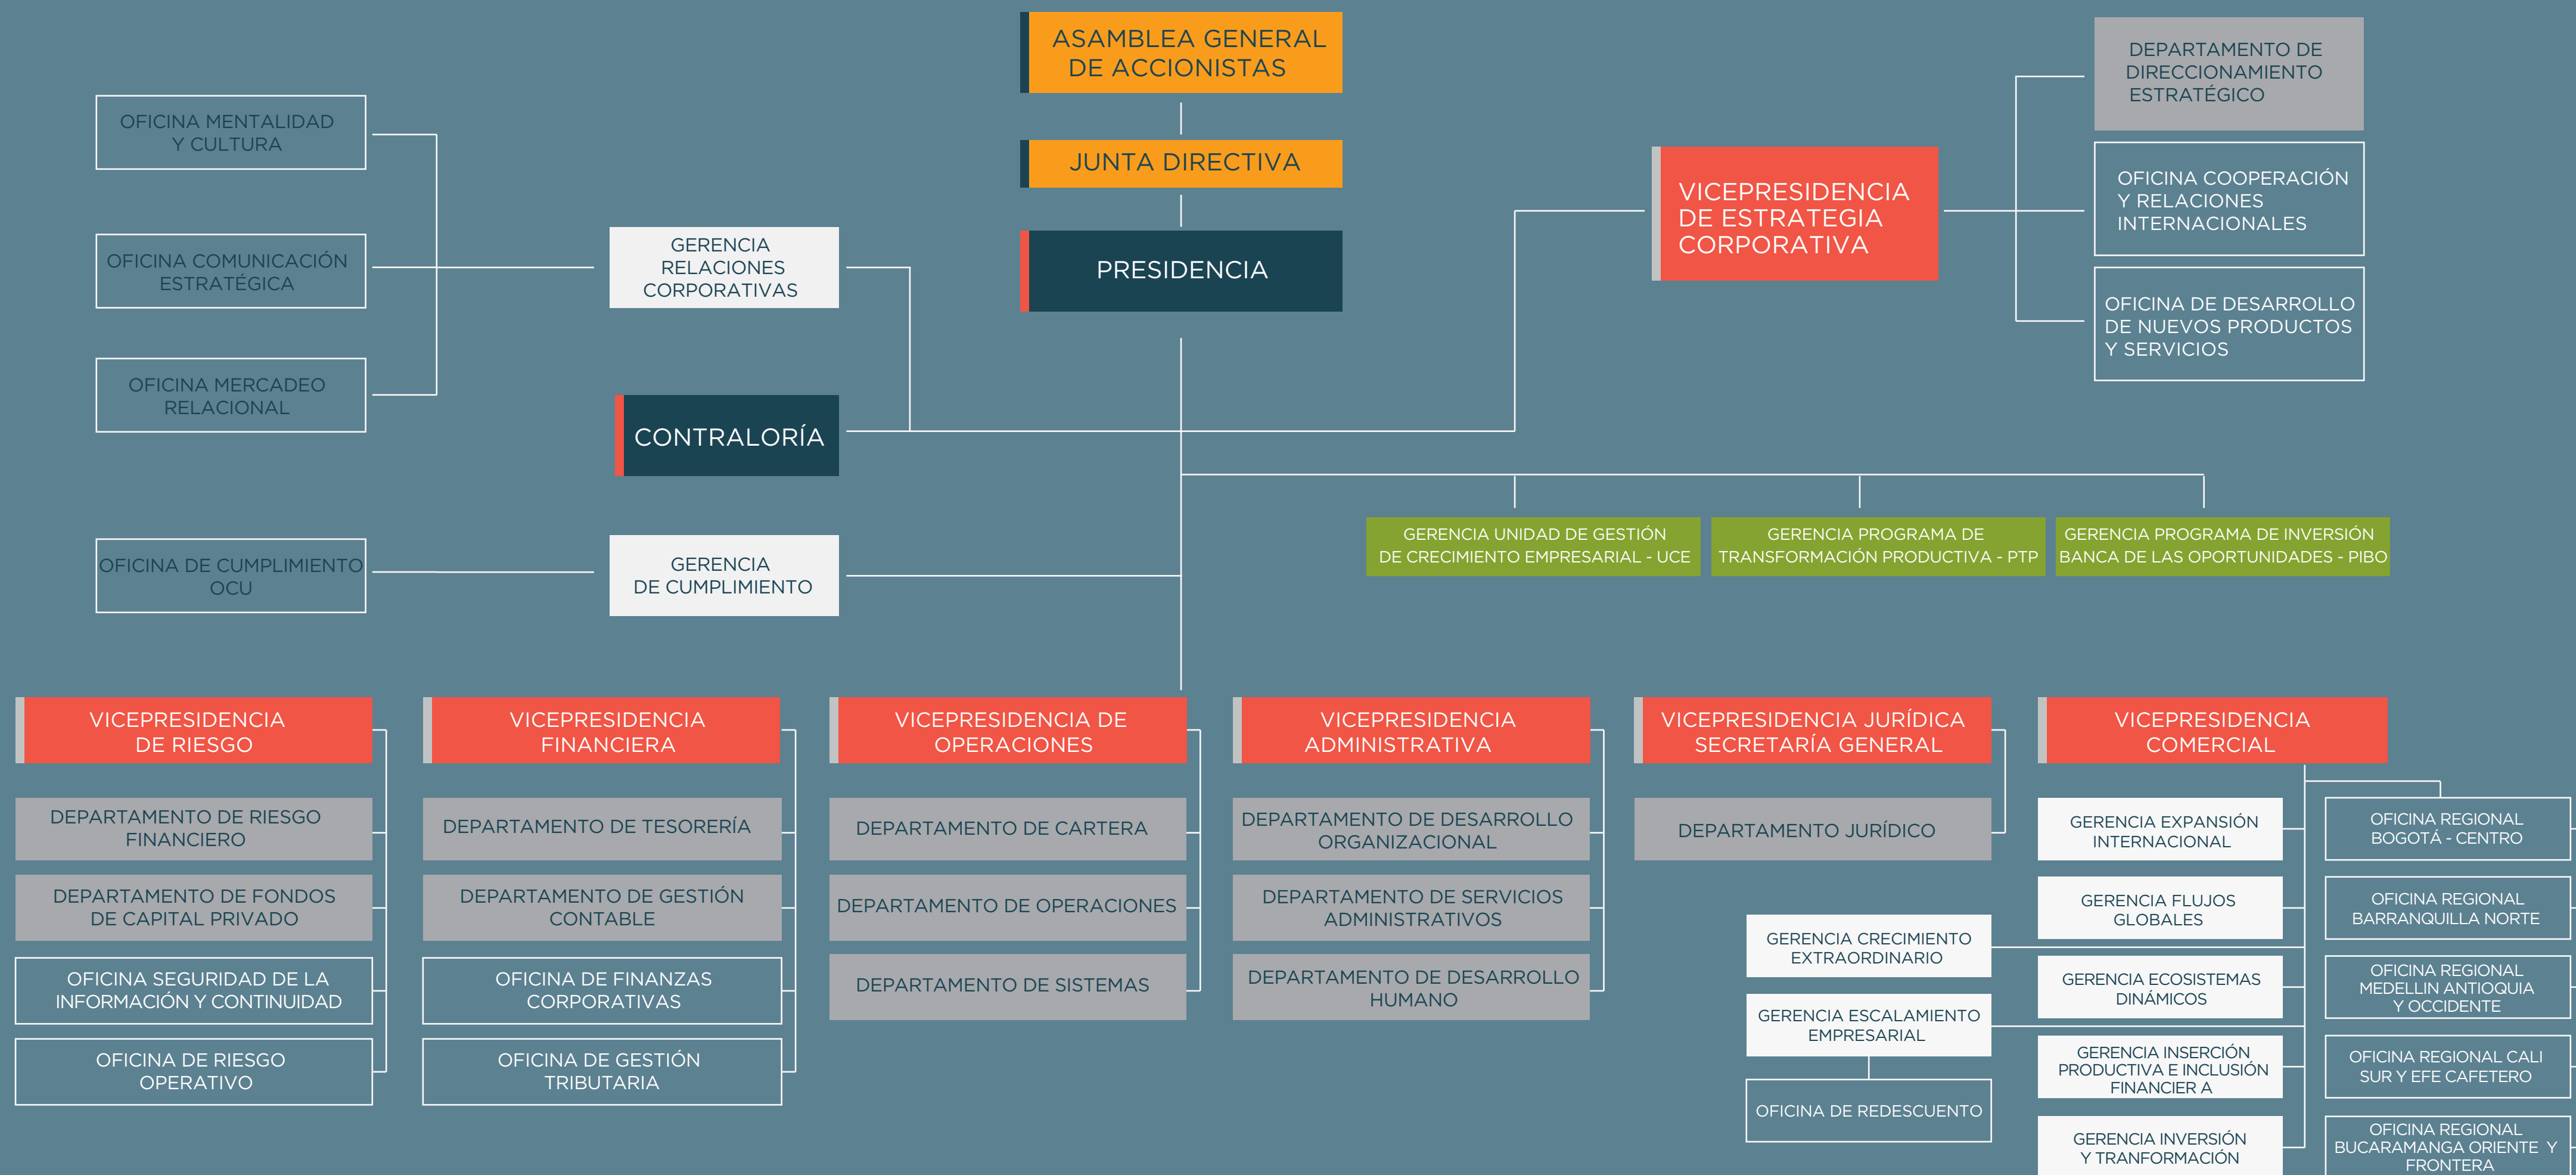 ASAMBLEA GENERAL
DE ACCIONISTAS
JUNTA DIRECTIVA
PRESIDENCIA
OFICINA MENTALIDAD
Y CULTURA
OFICINA COMUNICACIÓN
ESTRATÉGICA
OFICINA MERCADEO
RELACIONAL
GERENCIA
RELACIONES
CORPORATIVAS
CONTRALORÍA
OFICINA DE CUMPLIMIENTO
OCU
GERENCIA
DE CUMPLIMIENTO
VICEPRESIDENCIA
DE ESTRATEGIA
CORPORATIVA
DEPARTAMENTO DE
DIRECCIONAMIENTO
ESTRATÉGICO
OFICINA COOPERACIÓN
Y RELACIONES
INTERNACIONALES
OFICINA DE DESARROLLO
DE NUEVOS PRODUCTOS
Y SERVICIOS
GERENCIA UNIDAD DE GESTIÓN
DE CRECIMIENTO EMPRESARIAL - UCE
GERENCIA PROGRAMA DE
TRANSFORMACIÓN PRODUCTIVA - PTP
GERENCIA PROGRAMA DE INVERSIÓN
BANCA DE LAS OPORTUNIDADES - PIBO
VICEPRESIDENCIA
DE RIESGO
DEPARTAMENTO DE RIESGO
FINANCIERO
DEPARTAMENTO DE FONDOS
DE CAPITAL PRIVADO
OFICINA SEGURIDAD DE LA
INFORMACIÓN Y CONTINUIDAD
OFICINA DE RIESGO
OPERATIVO
VICEPRESIDENCIA
FINANCIERA
DEPARTAMENTO DE TESORERÍA
DEPARTAMENTO DE GESTIÓN
CONTABLE
OFICINA DE FINANZAS
CORPORATIVAS
OFICINA DE GESTIÓN
TRIBUTARIA
VICEPRESIDENCIA DE
OPERACIONES
DEPARTAMENTO DE CARTERA
DEPARTAMENTO DE OPERACIONES
DEPARTAMENTO DE SISTEMAS
VICEPRESIDENCIA
ADMINISTRATIVA
DEPARTAMENTO DE DESARROLLO
ORGANIZACIONAL
DEPARTAMENTO DE SERVICIOS
ADMINISTRATIVOS
DEPARTAMENTO DE DESARROLLO
HUMANO
VICEPRESIDENCIA JURÍDICA
SECRETARÍA GENERAL
DEPARTAMENTO JURÍDICO
VICEPRESIDENCIA
COMERCIAL
GERENCIA CRECIMIENTO
EXTRAORDINARIO
GERENCIA ESCALAMIENTO
EMPRESARIAL
OFICINA DE REDESCUENTO
GERENCIA EXPANSIÓN
INTERNACIONAL
GERENCIA FLUJOS
GLOBALES
GERENCIA ECOSISTEMAS
DINÁMICOS
GERENCIA INSERCIÓN
PRODUCTIVA E INCLUSIÓN
FINANCIER A
GERENCIA INVERSIÓN
Y TRANFORMACIÓN
OFICINA REGIONAL
BOGOTÁ - CENTRO
OFICINA REGIONAL
BARRANQUILLA NORTE
OFICINA REGIONAL
MEDELLIN ANTIOQUIA
Y OCCIDENTE
OFICINA REGIONAL CALI
SUR Y EFE CAFETERO
OFICINA REGIONAL
BUCARAMANGA ORIENTE Y
FRONTERA